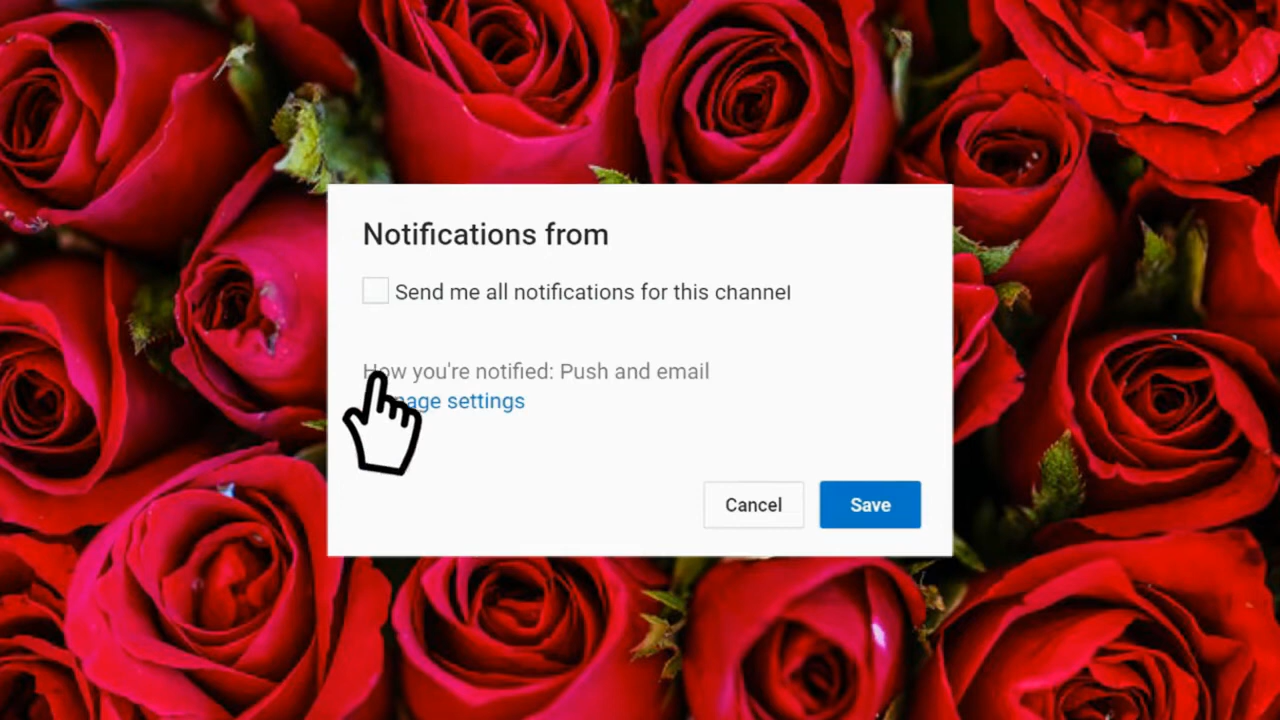 Notifications from
Send me all notifications for this channel
How you're notified: Push and email
nage settings
Cancel
Save